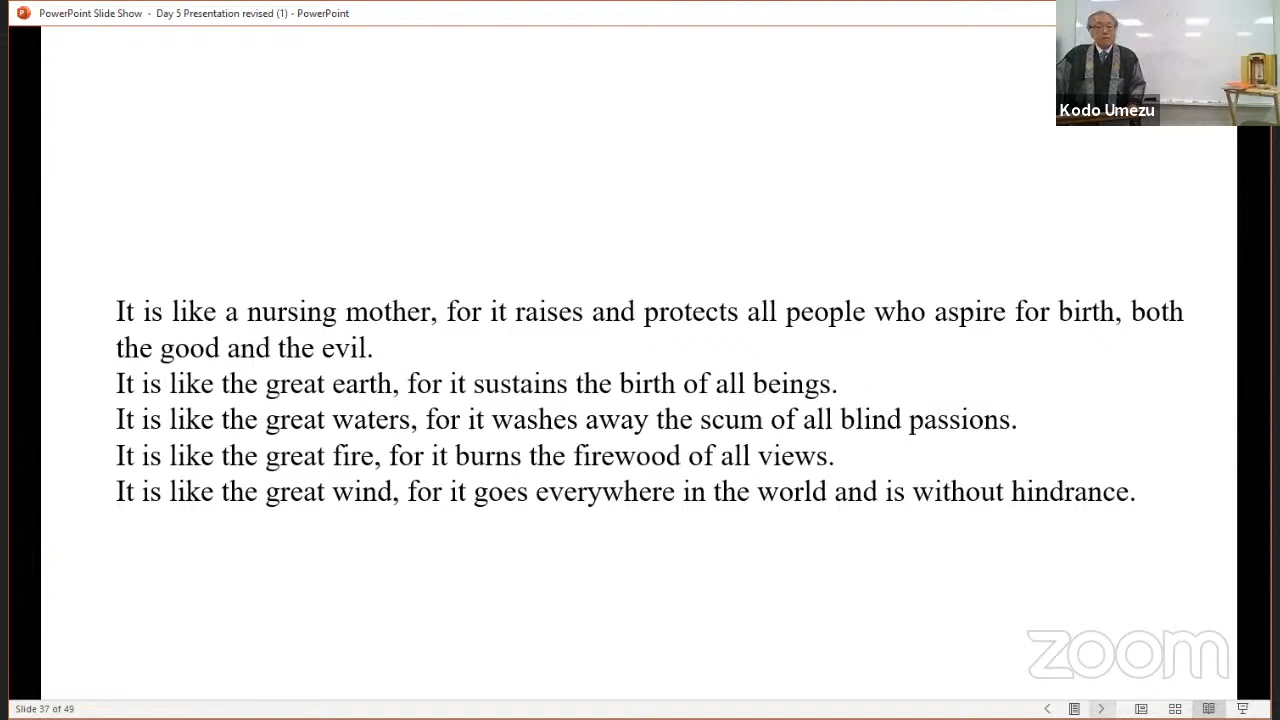 PowerPoint Slide Show - Day 5 Presentation revised (1) - PowerPoint
Kodo Umezu
It is like a nursing mother, for it raises and protects all people who aspire for birth, both
the good and the evil.
It is like the great earth, for it sustains the birth of all beings.
It is like the great waters, for it washes away the scum of all blind passions.
It is like the great fire, for it burns the firewood of all views.
It is like the great wind, for it goes everywhere in the world and is without hindrance.
zoom
Slide 37 of 49